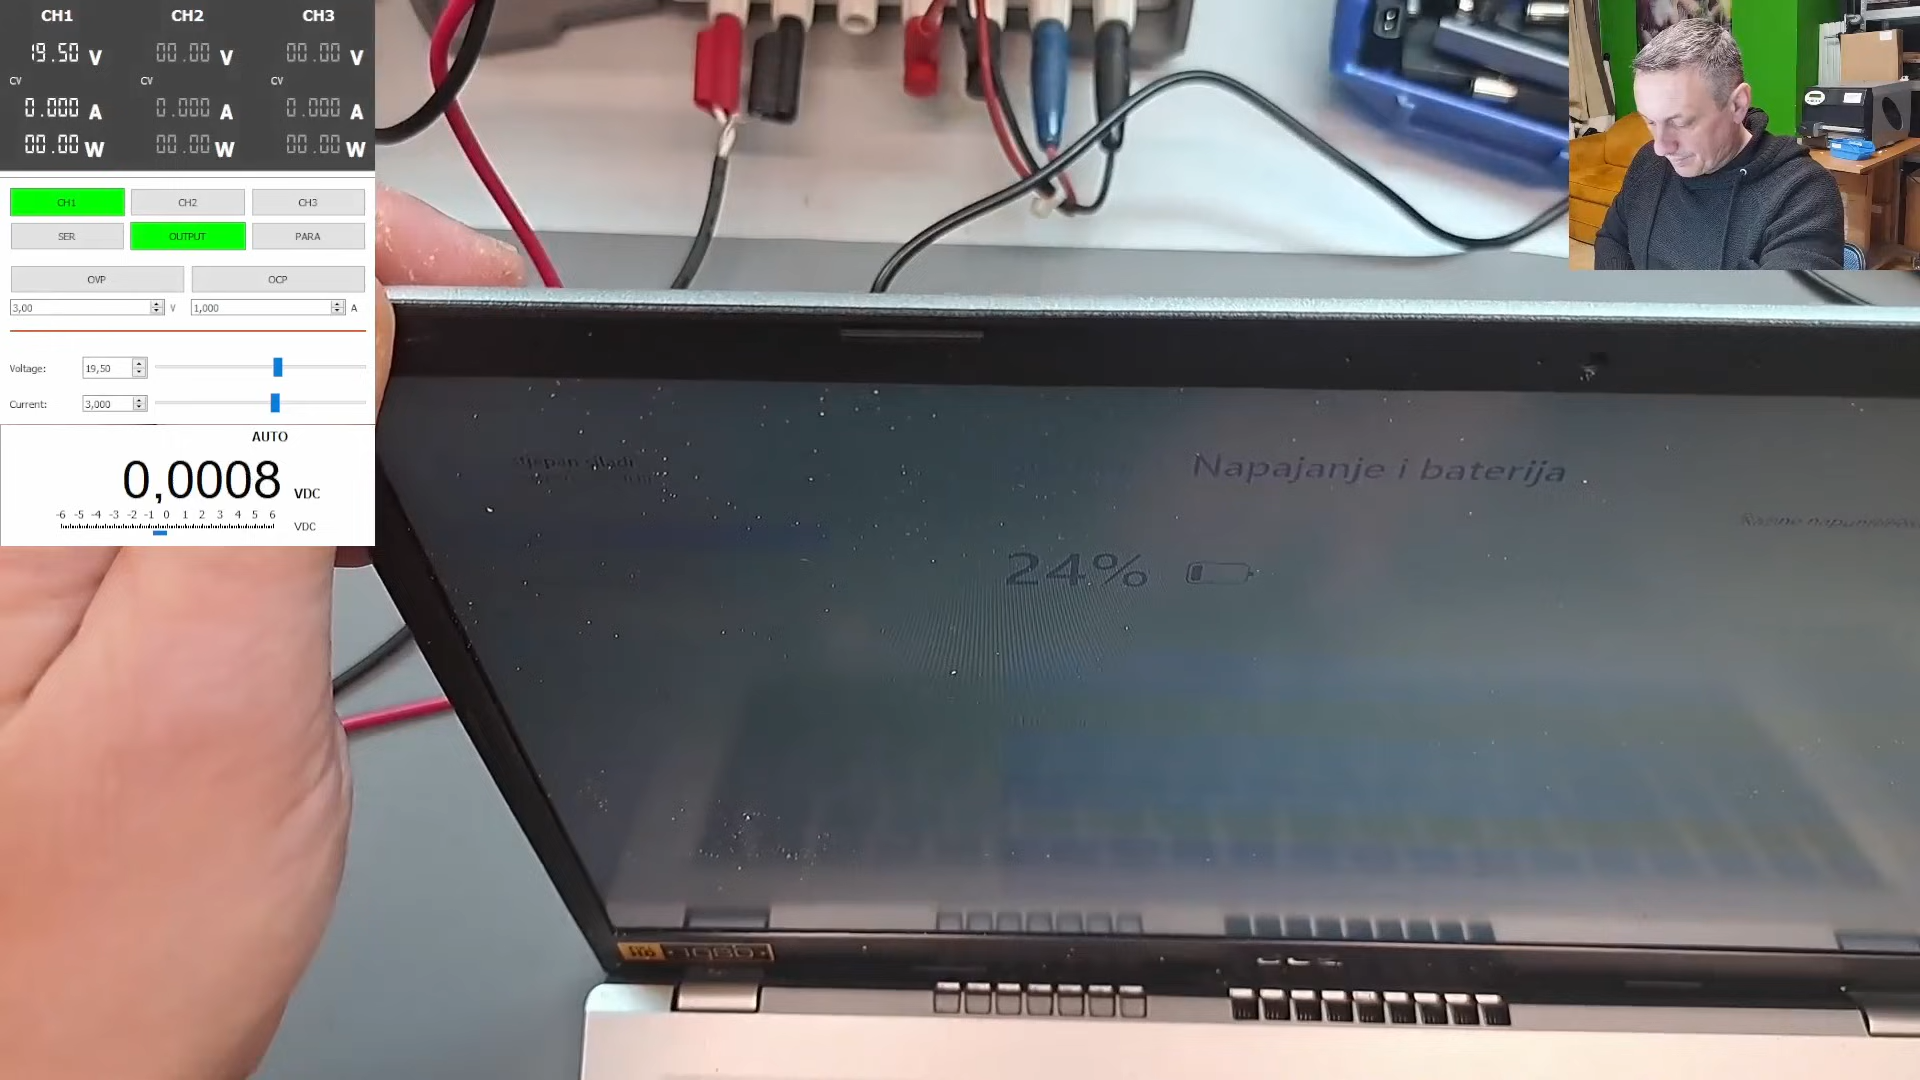 CH1 CH2 CH3
19.50 V 00.00 V 00.00 V
CV CV CV
0.000 A 0.000 A 0.000 A
00.00 W 00.00 W 00.00 W
CH1 CH2 CH3
SER OUTPUT PARA
OVP OCP
3,00 V 1,000 A
Voltage: 19,50
Current: 3,000
AUTO
0,0008 VDC
-6 -5 -4 -3 -2 -1 0 1 2 3 4 5 6
VDC
stjepan siladi
Napajanje i baterija
24%